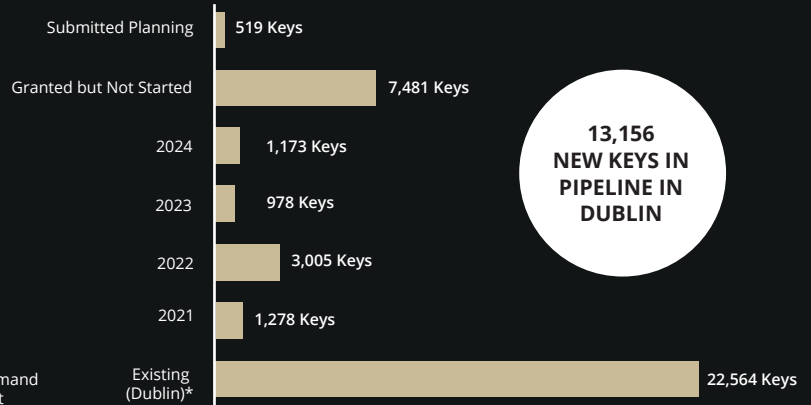 Submitted Planning 519 Keys
Granted but Not Started 7,481 Keys
2024 1,173 Keys
2023 978 Keys
2022 3,005 Keys
2021 1,278 Keys
Existing
(Dublin)* 22,564 Keys
13,156
NEW KEYS IN
PIPELINE IN
DUBLIN